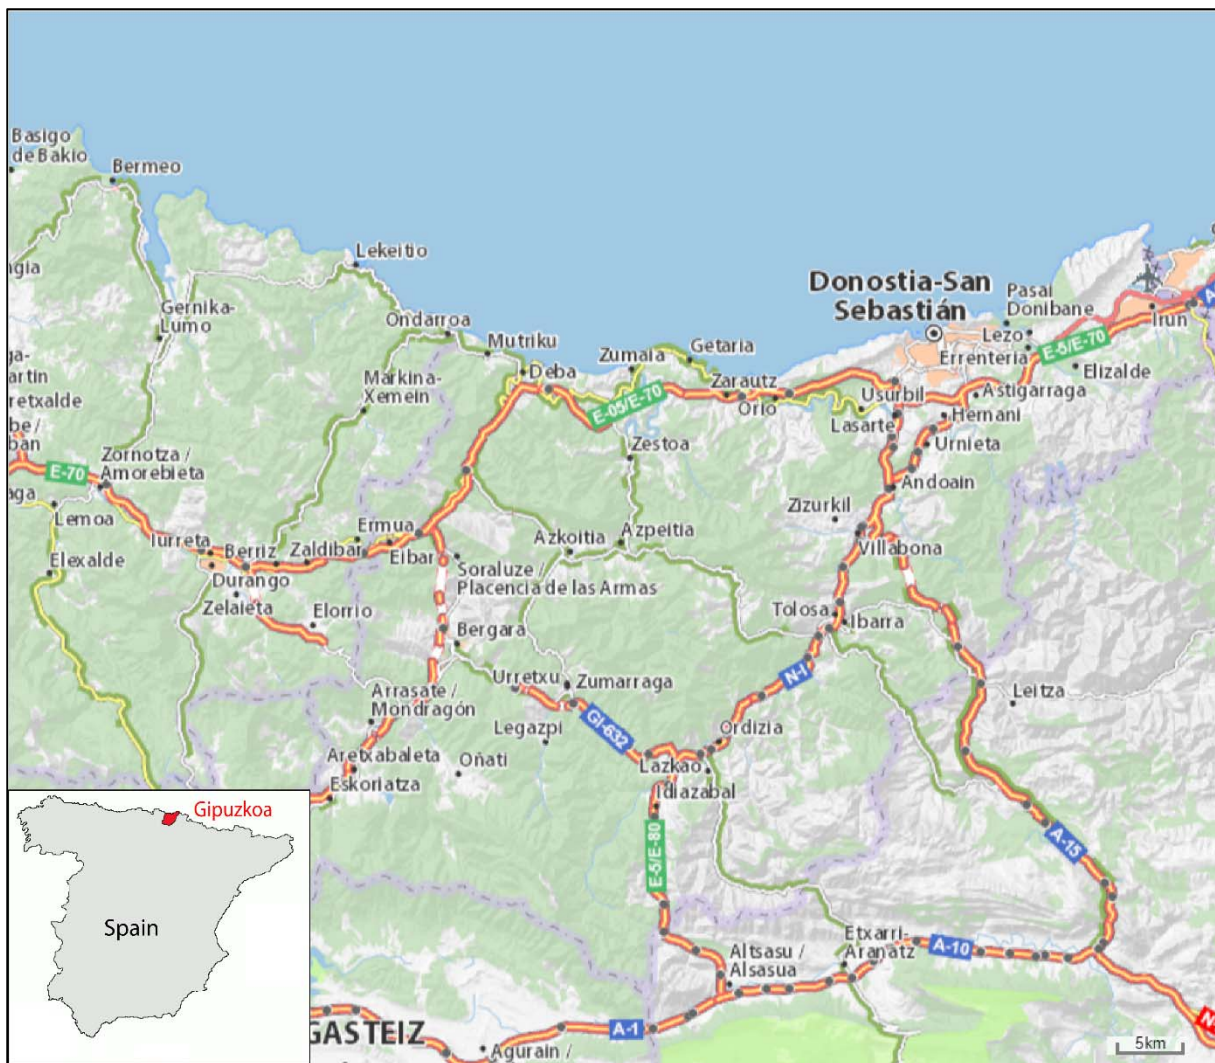 Basigo
de Bakio
Bermeo
Lekeitio
Gernika-
Lumo
Ondarroa
Mutriku
Deba
Zumaia
Getaria
Zarautz
Orio
Donostia-San
Sebastián
Pasai
Donibane
Lezo
Errenteria
Irun
E-5/E-70
Elizalde
Astigarraga
Usurbil
Lasarte
Hernani
Urnieta
Andoain
E-05/E-70
Markina-
Xemein
Zestoa
Zornotza /
Amorebieta
E-70
Lemoa
Iurreta
Berriz
Zaldibar
Ermua
Eibar
Elexalde
Durango
Zelaieta
Elorrio
Soraluze /
Placencia de las Armas
Azkoitia
Azpeitia
Zizurkil
Villabona
Tolosa
Ibarra
Bergara
Urretxu
Zumarraga
N-I
Leitza
Arrasate /
Mondragón
Legazpi
GI-632
Ordizia
Aretxabaleta
Oñati
Lazkao
Idiazabal
Eskoriatza
E-5/E-80
A-15
Gipuzkoa
Spain
Altsasu /
Alsasua
Etxarri-
Aranatz
A-10
GASTEIZ
A-1
Agurain /
5km